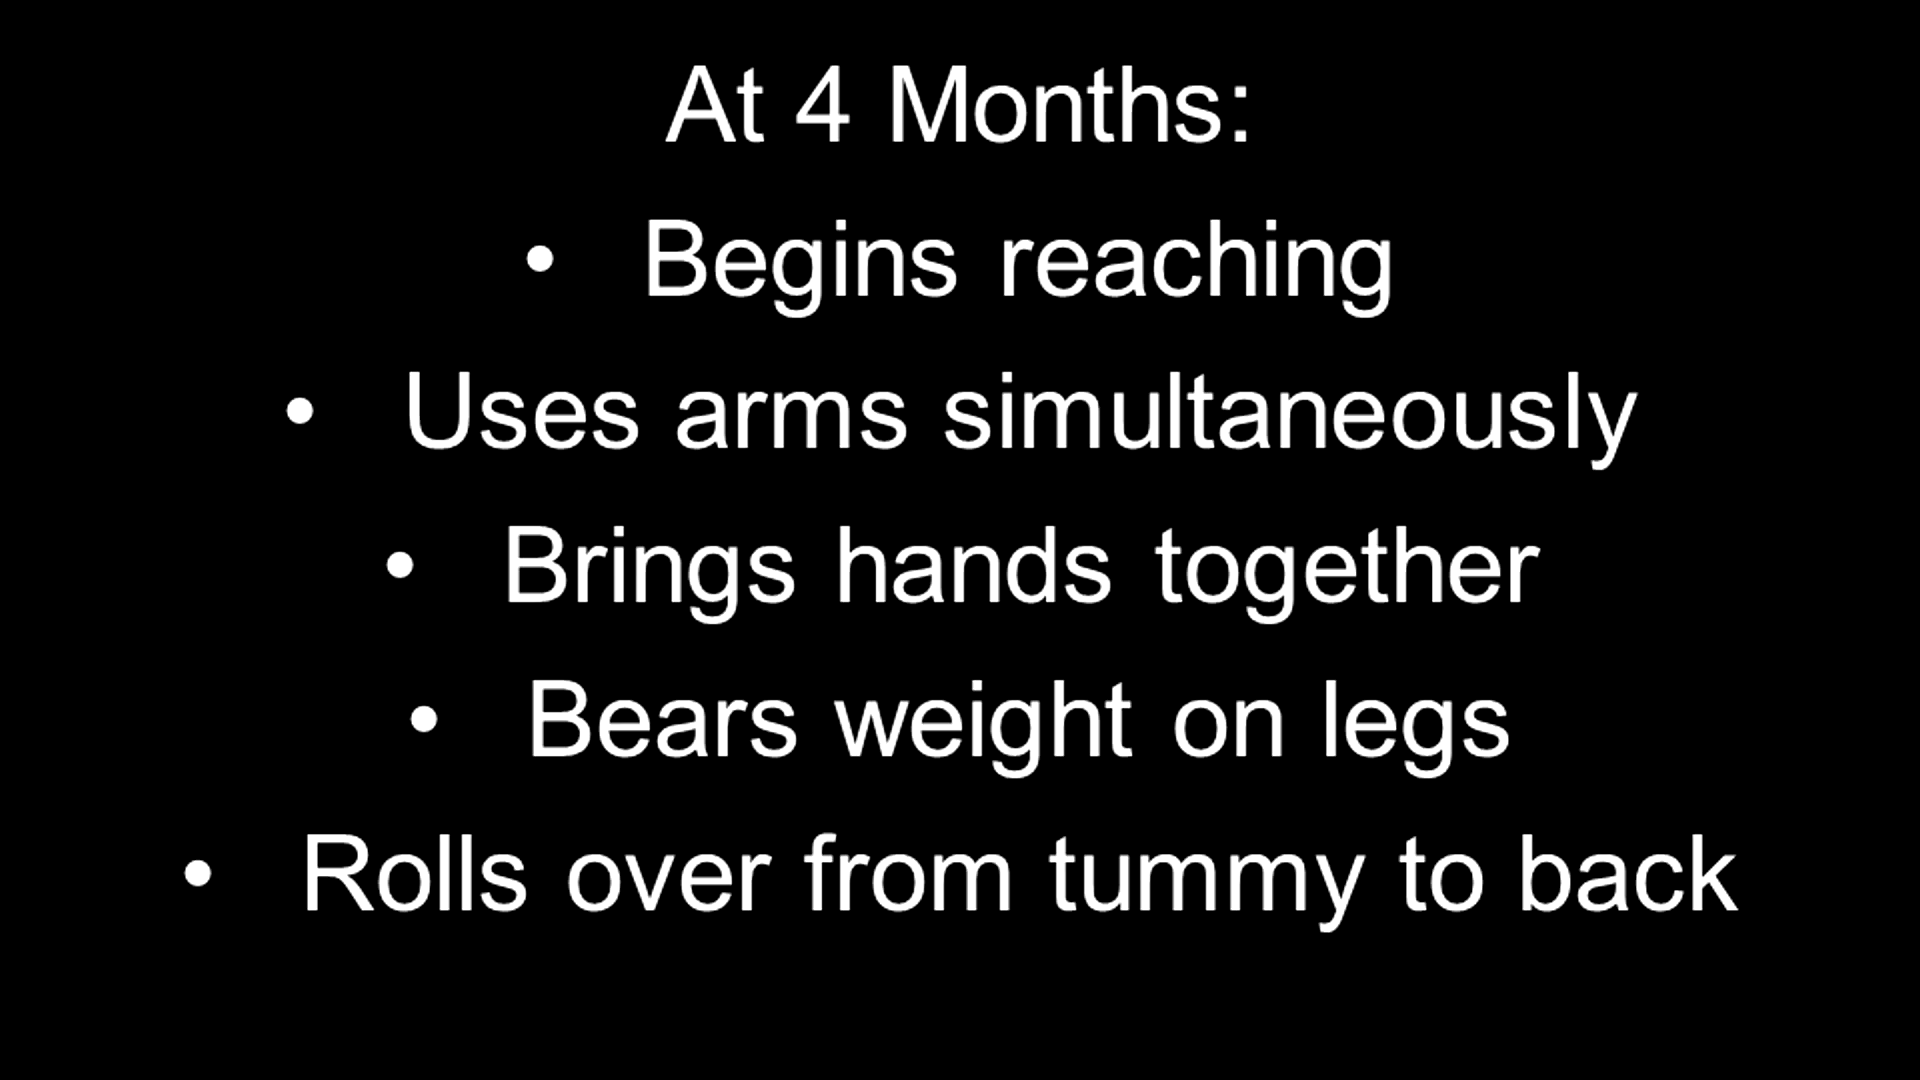 At 4 Months:
• Begins reaching
• Uses arms simultaneously
• Brings hands together
• Bears weight on legs
• Rolls over from tummy to back